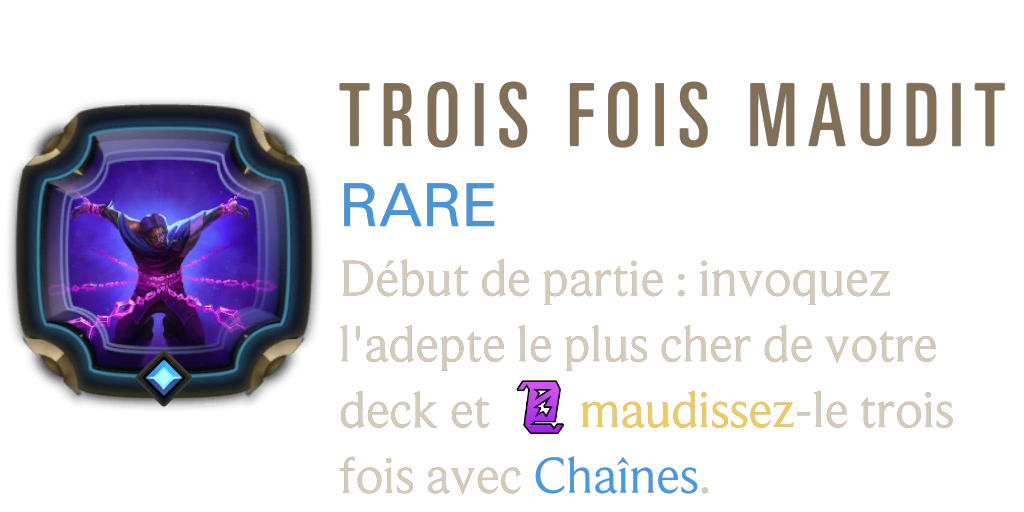 TROIS FOIS MAUDIT
RARE
Début de partie : invoquez
l'adepte le plus cher de votre
deck et maudissez-le trois
fois avec Chaînes.